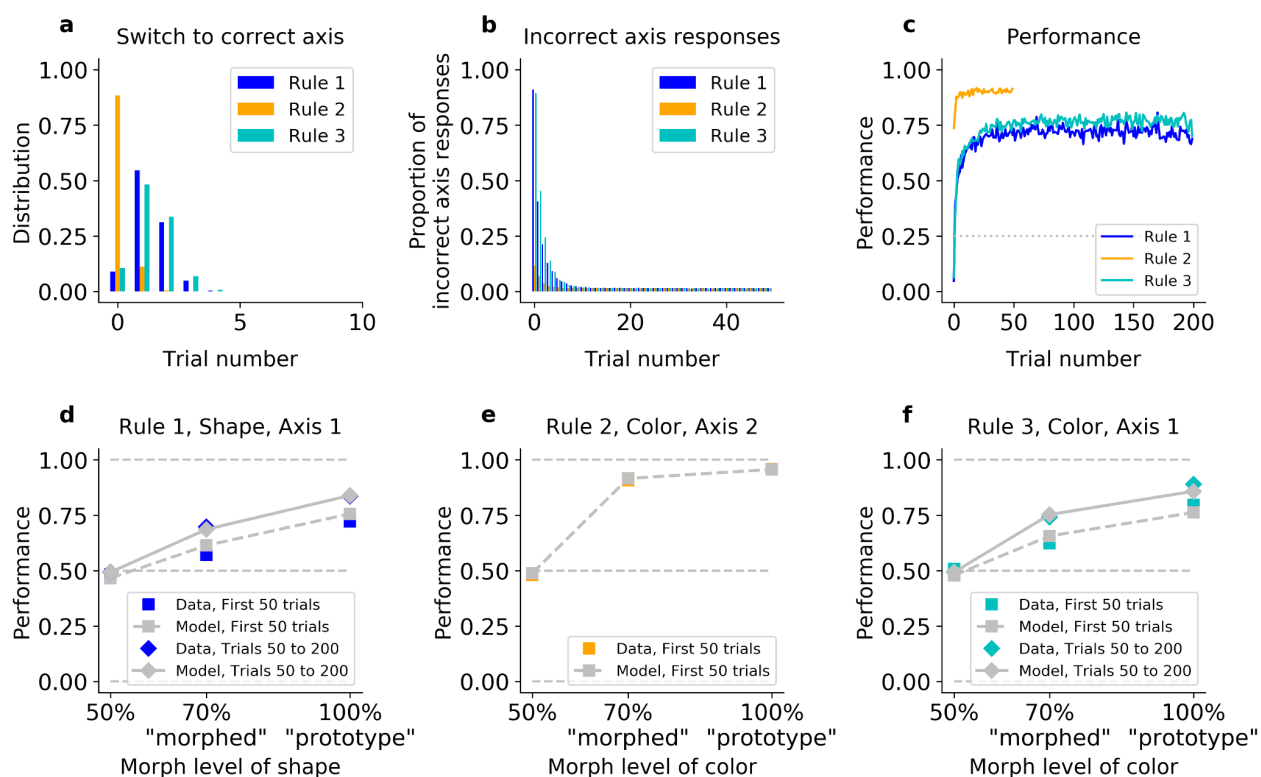 a
Switch to correct axis
Distribution
1.00
0.75
0.50
0.25
0.00
Rule 1
Rule 2
Rule 3
0 5 10
Trial number
b
Incorrect axis responses
Proportion of
incorrect axis responses
1.00
0.75
0.50
0.25
0.00
Rule 1
Rule 2
Rule 3
0 20 40
Trial number
c
Performance
Performance
1.00
0.75
0.50
0.25
0.00
Rule 1
Rule 2
Rule 3
0 50 100 150 200
Trial number
d
Rule 1, Shape, Axis 1
Performance
1.00
0.75
0.50
0.25
0.00
Data, First 50 trials
Model, First 50 trials
Data, Trials 50 to 200
Model, Trials 50 to 200
50% 70% 100%
"morphed" "prototype"
Morph level of shape
e
Rule 2, Color, Axis 2
Performance
1.00
0.75
0.50
0.25
0.00
Data, First 50 trials
Model, First 50 trials
50% 70% 100%
"morphed" "prototype"
Morph level of color
f
Rule 3, Color, Axis 1
Performance
1.00
0.75
0.50
0.25
0.00
Data, First 50 trials
Model, First 50 trials
Data, Trials 50 to 200
Model, Trials 50 to 200
50% 70% 100%
"morphed" "prototype"
Morph level of color